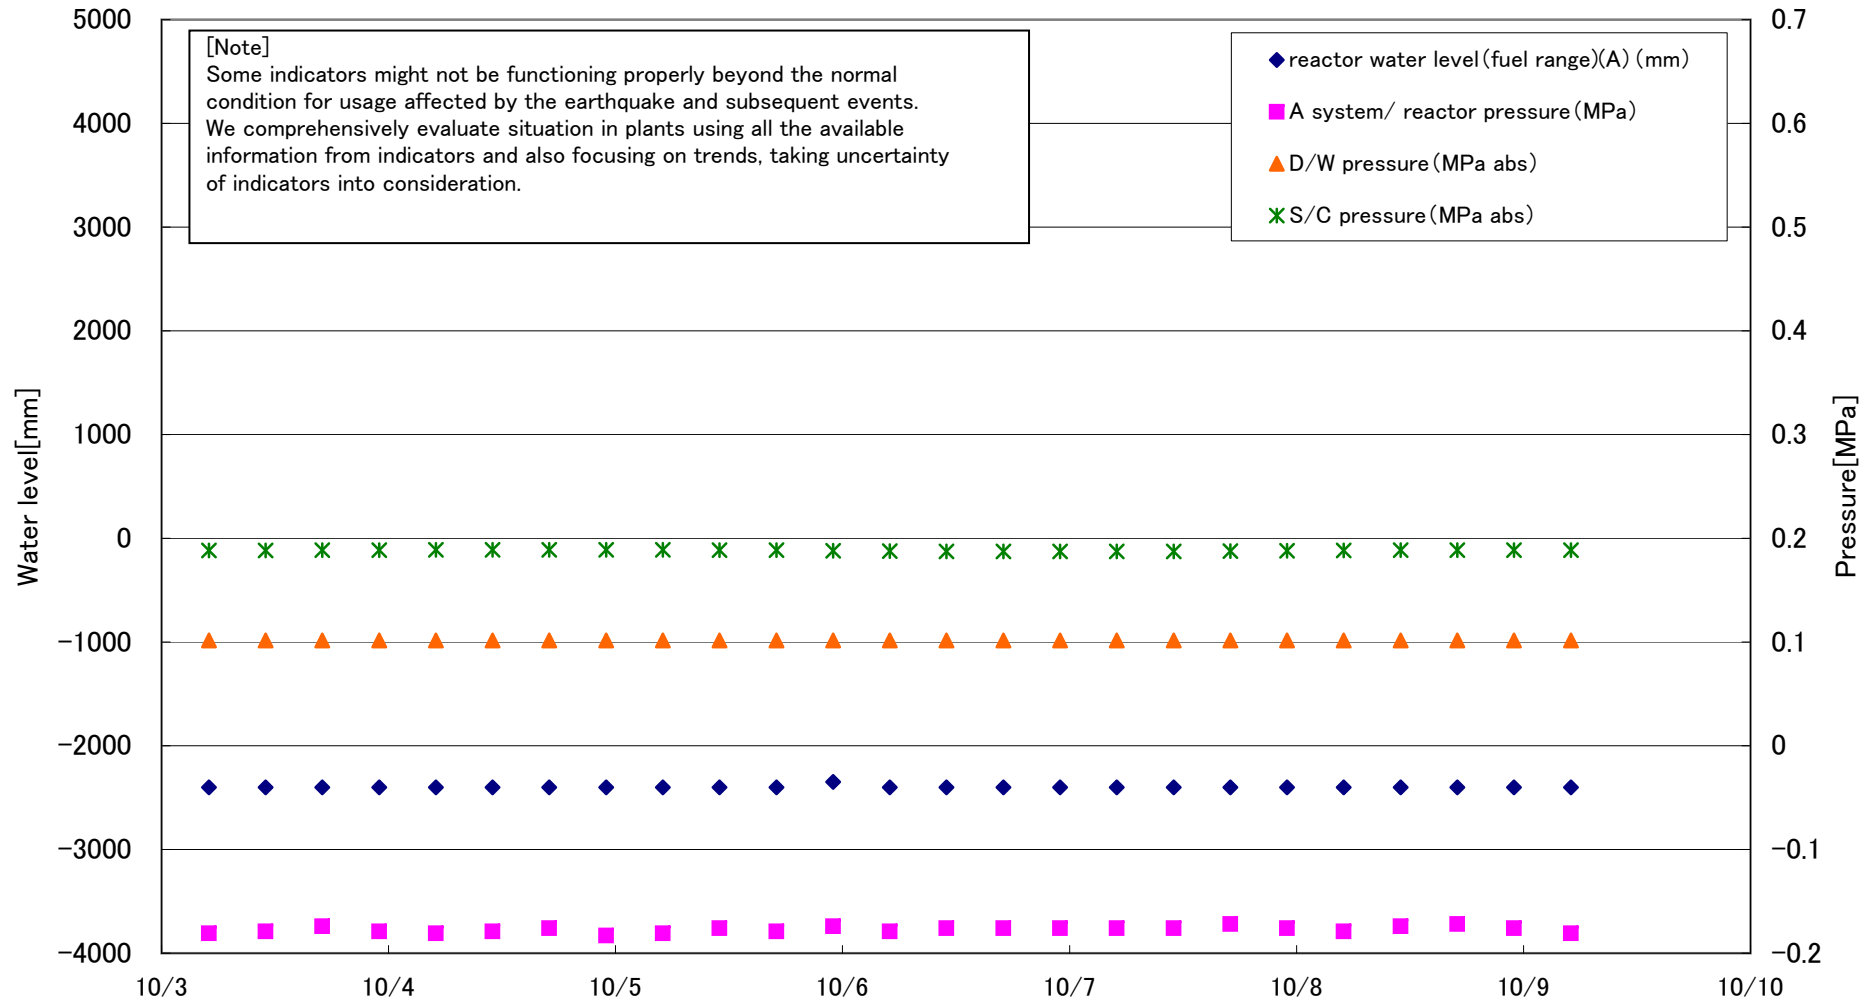 5000
4000
3000
2000
1000
0
-1000
-2000
-3000
-4000
Water level[mm]
[Note]
Some indicators might not be functioning properly beyond the normal
condition for usage affected by the earthquake and subsequent events.
We comprehensively evaluate situation in plants using all the available
information from indicators and also focusing on trends, taking uncertainty
of indicators into consideration.
reactor water level(fuel range)(A) (mm)
A system/ reactor pressure(MPa)
D/W pressure(MPa abs)
S/C pressure(MPa abs)
0.7
0.6
0.5
0.4
0.3
0.2
0.1
0
-0.1
-0.2
Pressure[MPa]
10/3 10/4 10/5 10/6 10/7 10/8 10/9 10/10